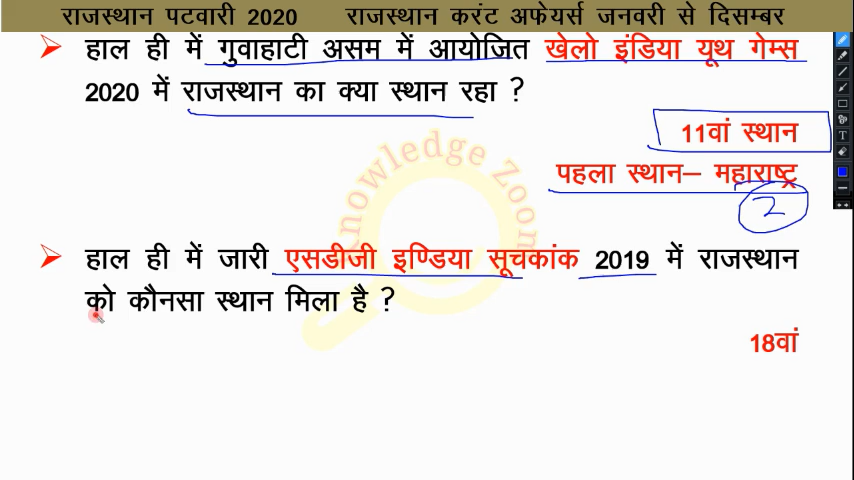 राजस्थान पटवारी 2020 राजस्थान करंट अफेयर्स जनवरी से दिसम्बर
हाल ही में गुवाहाटी असम में आयोजित खेलो इंडिया यूथ गेम्स
2020 में राजस्थान का क्या स्थान रहा ?
11वां स्थान
पहला स्थान– महाराष्ट्र
2
Knowledge Zoom
हाल ही में जारी एसडीजी इण्डिया सूचकांक 2019 में राजस्थान
को कौनसा स्थान मिला है ?
18वां